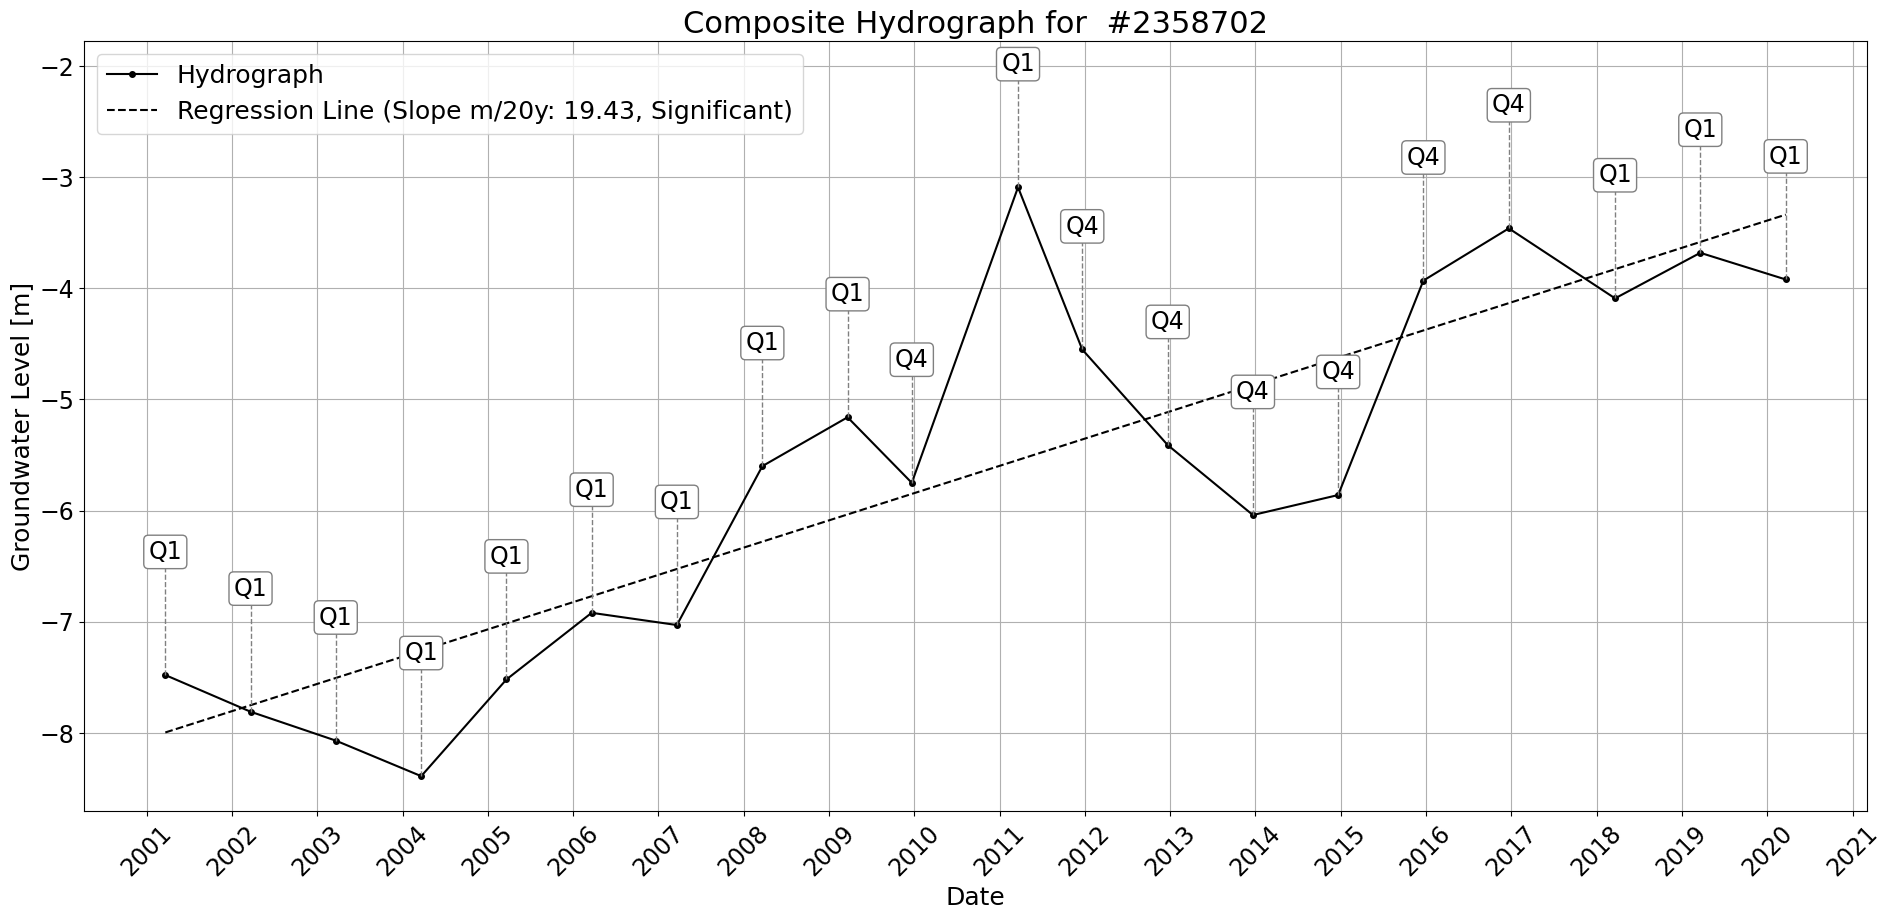 Composite Hydrograph for  #2358702
Hydrograph
Regression Line (Slope m/20y: 19.43, Significant)
Groundwater Level [m]
−2
−3
−4
−5
−6
−7
−8
Q1
Q1
Q1
Q1
Q1
Q1
Q1
Q1
Q1
Q4
Q1
Q4
Q4
Q4
Q4
Q4
Q4
Q1
Q1
Q1
2001
2002
2003
2004
2005
2006
2007
2008
2009
2010
2011
2012
2013
2014
2015
2016
2017
2018
2019
2020
2021
Date